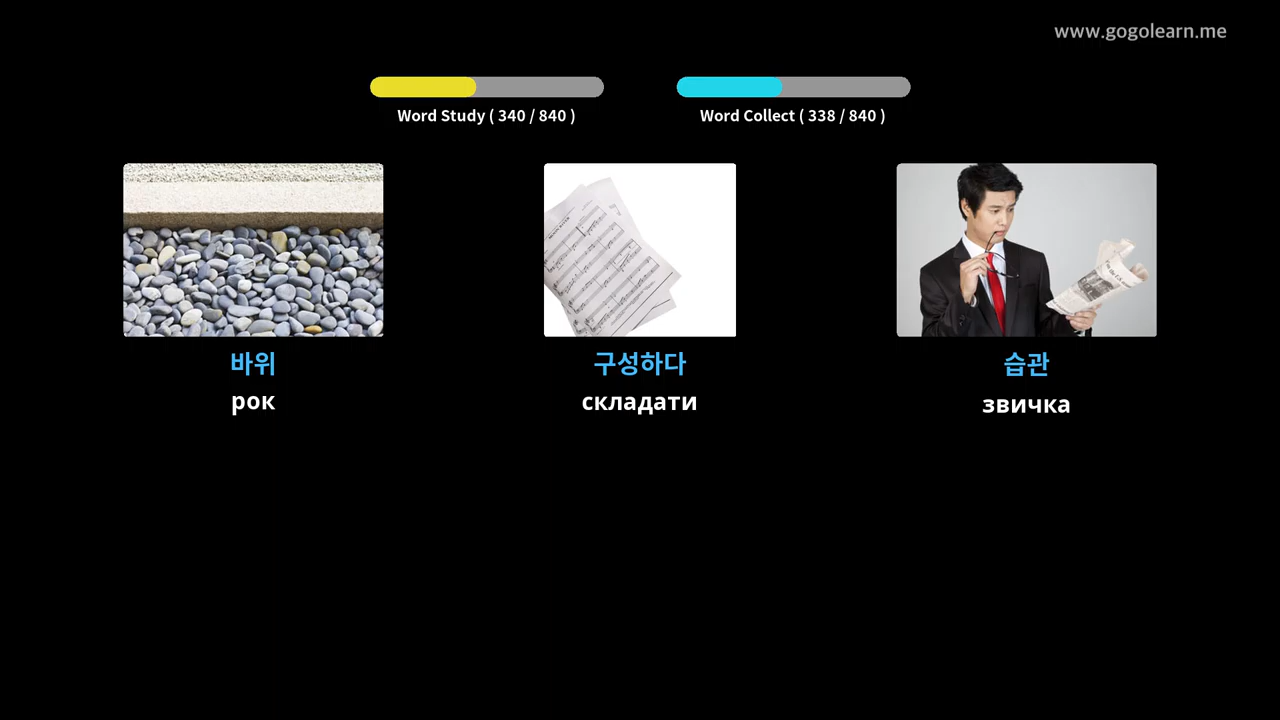 www.gogolearn.me
Word Study ( 340 / 840 )
Word Collect ( 338 / 840 )
바위
구성하다
습관
рок
складати
звичка